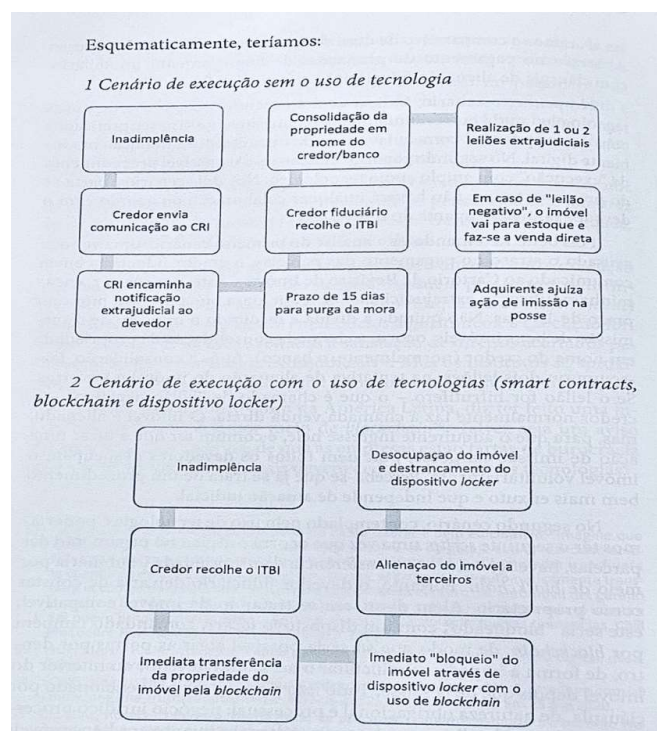 Esquematicamente, teríamos:
1 Cenário de execução sem o uso de tecnologia
Inadimplência
Credor envia
comunicação ao CRI
CRI encaminha
notificação
extrajudicial ao
devedor
Prazo de 15 dias
para purga da mora
Credor fiduciário
recolhe o ITBI
Consolidação da
propriedade em
nome do
credor/banco
Realização de 1 ou 2
leilões extrajudiciais
Em caso de "leilão
negativo", o imóvel
vai para estoque e
faz-se a venda direta
Adquirente ajuiza
ação de imissão na
posse
2 Cenário de execução com o uso de tecnologias (smart contracts,
blockchain e dispositivo locker)
Inadimplência
Credor recolhe o ITBI
Imediata transferência
da propriedade do
imóvel pela blockchain
Imediato "bloqueio" do
imóvel através de
dispositivo locker com o
uso de blockchain
Alienaçao do imóvel a
terceiros
Desocupaçao do imóvel
e destrancamento do
dispositivo locker